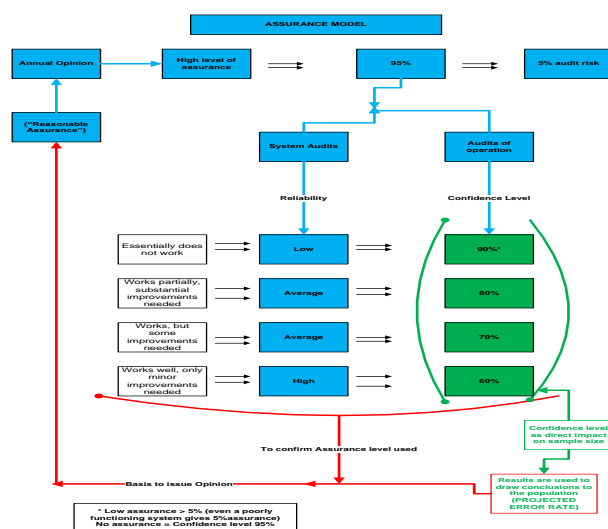 ASSURANCE MODEL
Annual Opinion
High level of
assurance
95%
5% audit risk
("Reasonable
Assurance")
System Audits
Audits of
operation
Reliability
Confidence Level
Essentially does
not work
Low
90%*
Works partially,
substantial
improvements
needed
Average
80%
Works, but
some
improvements
needed
Average
70%
Works well, only
minor
improvements
needed
High
60%
Confidence level
as direct impact
on sample size
To confirm Assurance level used
Basis to issue Opinion
Results are used to
draw conclusions to
the population
(PROJECTED
ERROR RATE)
* Low assurance > 5% (even a poorly
functioning system gives 5%assurance)
No assurance = Confidence level 95%